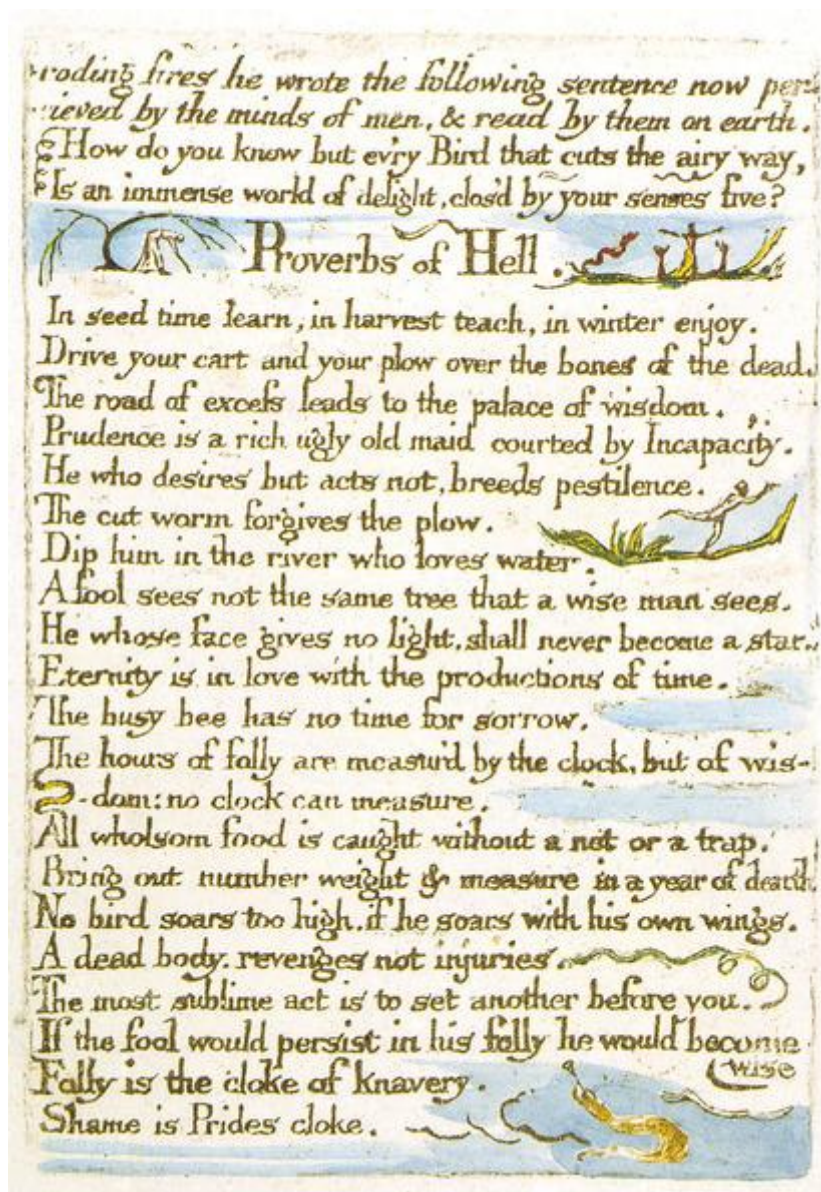 roding fires he wrote the following sentence now per
ieved by the minds of men, & read by them on earth.
How do you know but ev'ry Bird that cuts the airy way,
Is an immense world of delight, clos'd by your senses five?
Proverbs of Hell.
In seed time learn, in harvest teach, in winter enjoy.
Drive your cart and your plow over the bones of the dead.
The road of excefs leads to the palace of wisdom.
Prudence is a rich ugly old maid courted by Incapacity.
He who desires but acts not, breeds pestilence.
The cut worm forgives the plow.
Dip him in the river who loves water.
A fool sees not the same tree that a wise man sees.
He whose face gives no light, shall never become a star.
Eternity is in love with the productions of time.
The busy bee has no time for sorrow.
The hours of folly are measur'd by the clock, but of wis-
-dom: no clock can measure.
All wholsom food is caught without a net or a trap.
Bring out number weight & measure in a year of dearth.
No bird soars too high. if he soars with his own wings.
A dead body. revenges not injuries.
The most sublime act is to set another before you.
If the fool would persist in his folly he would become
wise
Folly is the cloke of knavery.
Shame is Prides cloke.